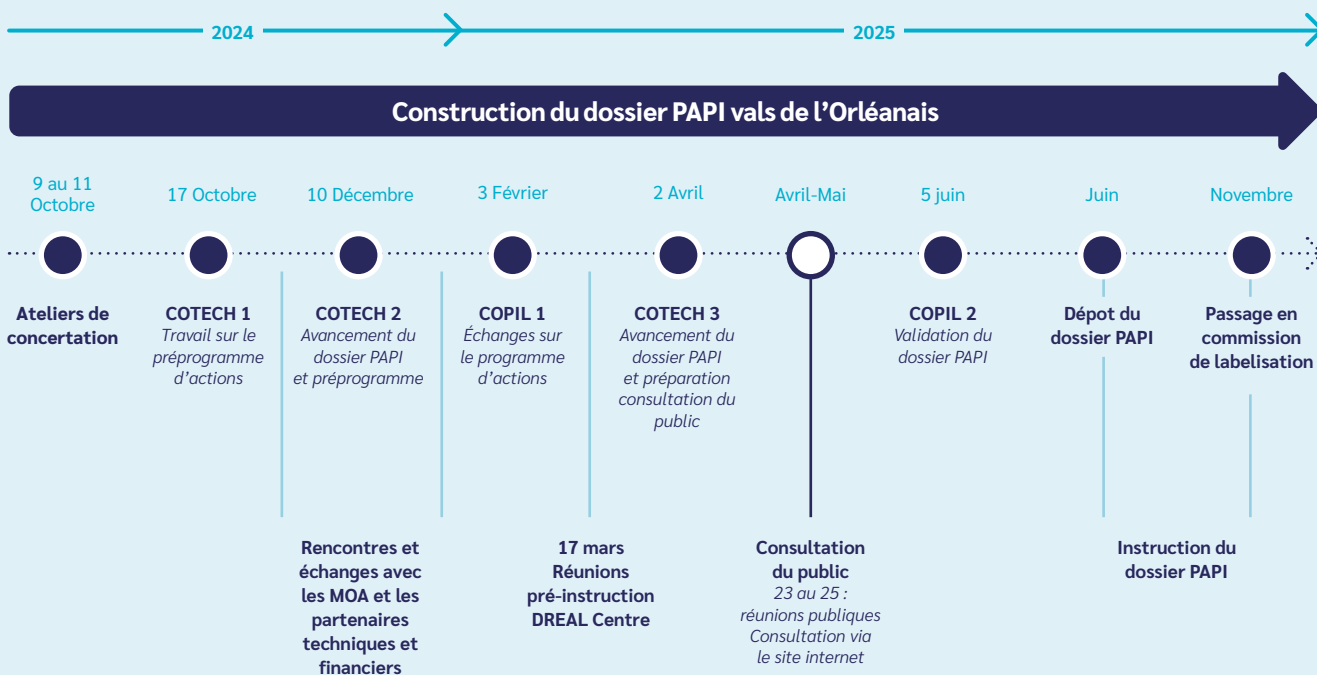 2024
2025
Construction du dossier PAPI vals de l'Orléanais
9 au 11
Octobre
17 Octobre
10 Décembre
3 Février
2 Avril
Avril-Mai
5 juin
Juin
Novembre
Ateliers de
concertation
COTECH 1
Travail sur le
préprogramme
d'actions
COTECH 2
Avancement du
dossier PAPI
et préprogramme
COPIL 1
Échanges sur
le programme
d'actions
COTECH 3
Avancement du
dossier PAPI
et préparation
consultation du
public
COPIL 2
Validation du
dossier PAPI
Dépot du
dossier PAPI
Passage en
commission
de labelisation
Rencontres et
échanges avec
les MOA et les
partenaires
techniques et
financiers
17 mars
Réunions
pré-instruction
DREAL Centre
Consultation
du public
23 au 25 :
réunions publiques
Consultation via
le site internet
Instruction du
dossier PAPI